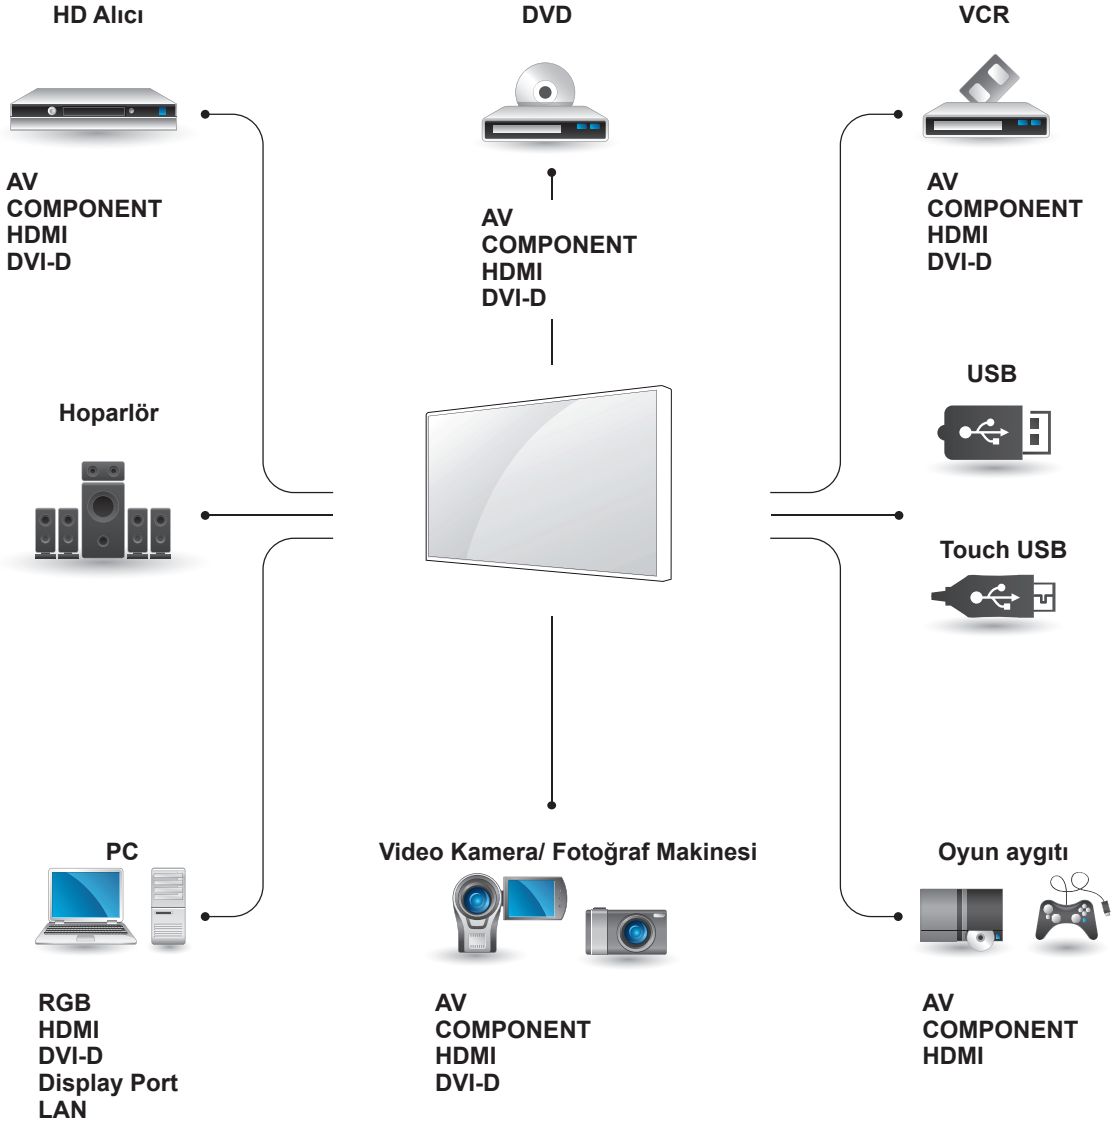 HD Alıcı
AV
COMPONENT
HDMI
DVI-D
DVD
AV
COMPONENT
HDMI
DVI-D
VCR
AV
COMPONENT
HDMI
DVI-D
Hoparlör
USB
Touch USB
PC
RGB
HDMI
DVI-D
Display Port
LAN
Video Kamera/ Fotoğraf Makinesi
AV
COMPONENT
HDMI
DVI-D
Oyun aygıtı
AV
COMPONENT
HDMI